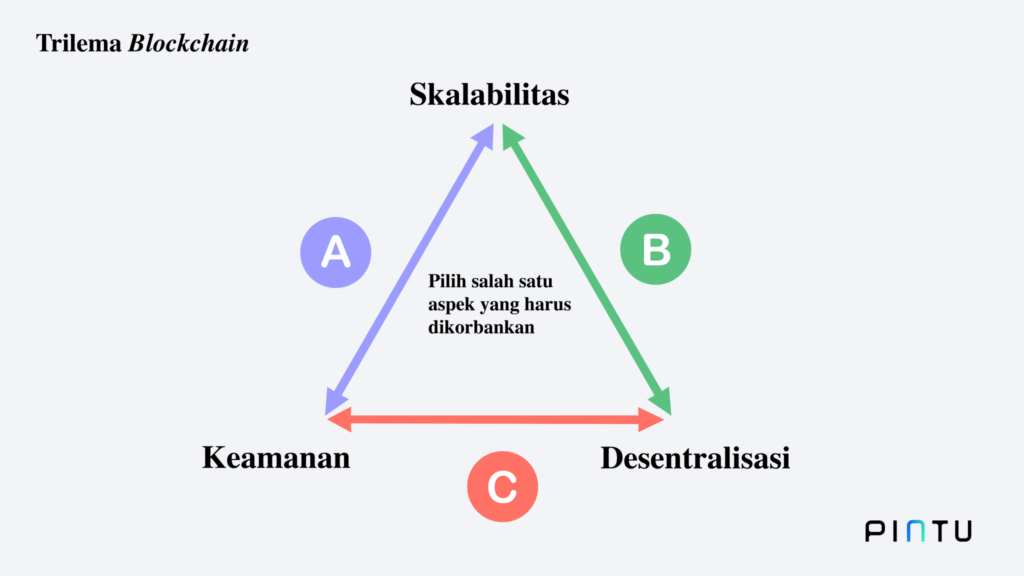 Trilema Blockchain
Skalabilitas
A
B
Pilih salah satu
aspek yang harus
dikorbankan
Keamanan
Desentralisasi
C
PINTU